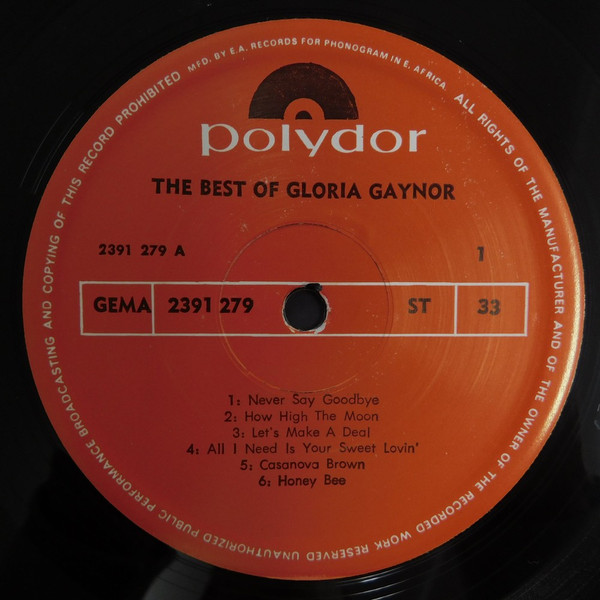 MFD. BY E.A. RECORDS FOR PHONOGRAM IN E. AFRICA
ALL RIGHTS OF THE MANUFACTURER AND OF THE OWNER OF THE RECORDED WORK RESERVED UNAUTHORIZED PUBLIC PERFORMANCE BROADCASTING AND COPYING OF THIS RECORD PROHIBITED
polydor
THE BEST OF GLORIA GAYNOR
2391 279 A 1
GEMA 2391 279 ST 33
1: Never Say Goodbye
2: How High The Moon
3: Let's Make A Deal
4: All I Need Is Your Sweet Lovin'
5: Casanova Brown
6: Honey Bee